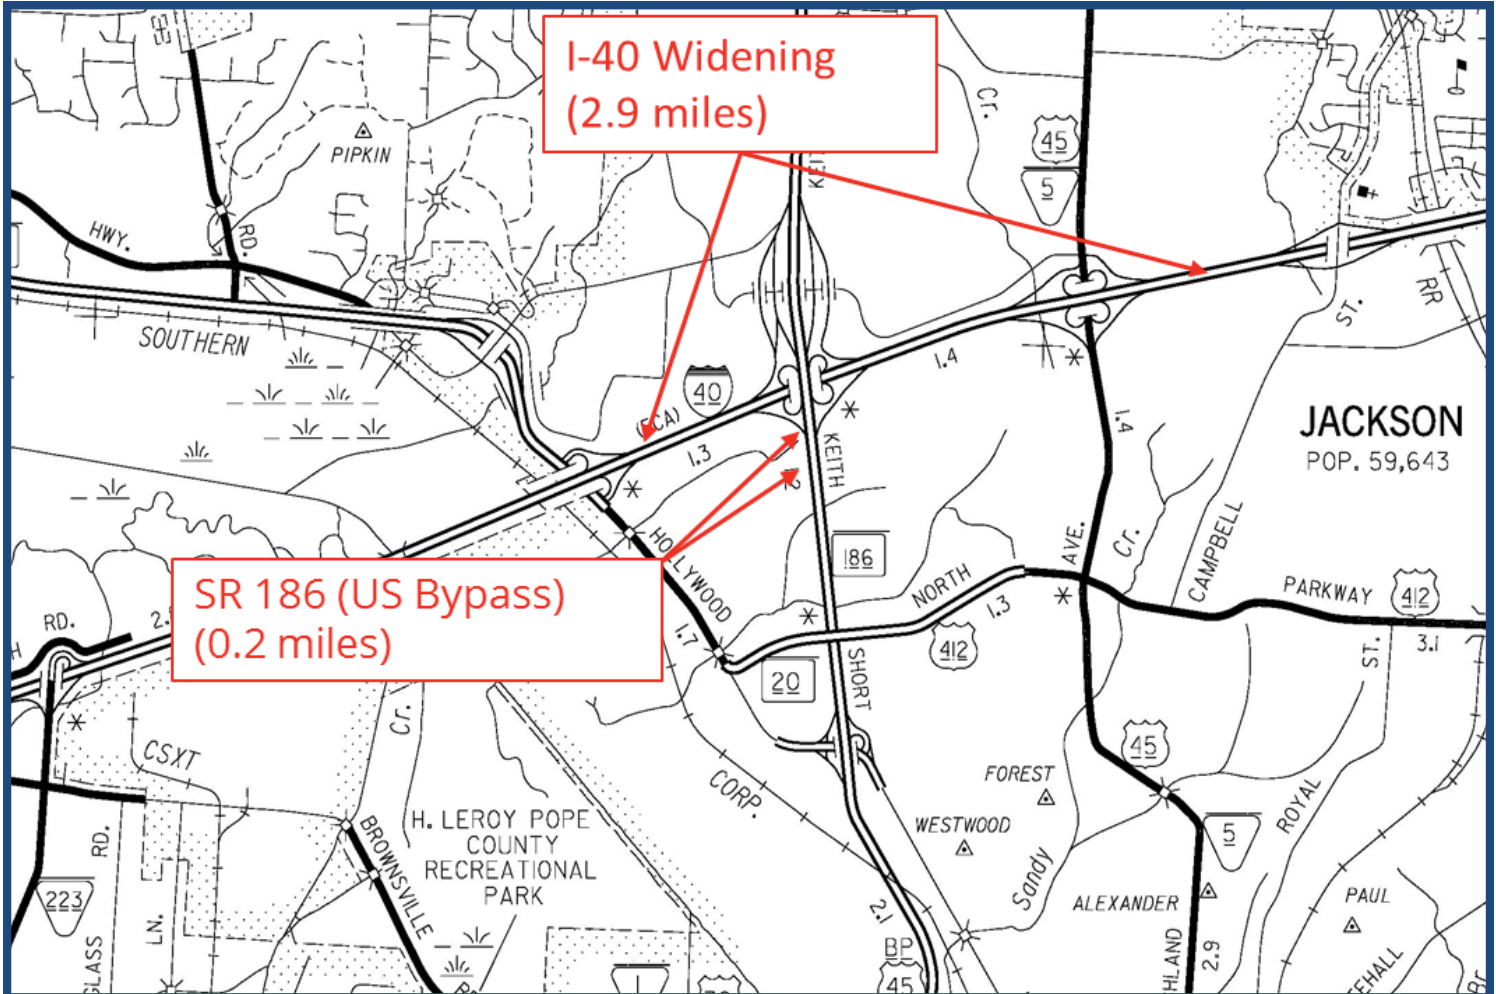 I-40 Widening
(2.9 miles)
Cr.
45
5
PIPKIN
HWY.
RD.
SOUTHERN
ST.
RR
40
1.4
1.3
KEITH
1.4
JACKSON
POP. 59,643
HOLLYWOOD
186
AVE.
Cr.
CAMPBELL
NORTH
1.3
PARKWAY
412
3.1
SR 186 (US Bypass)
(0.2 miles)
RD.
1.7
20
412
SHORT
ST.
Cr.
CSXT
45
CORP.
FOREST
WESTWOOD
5
ROYAL
H. LEROY POPE
COUNTY
RECREATIONAL
PARK
BROWNSVILLE
RD.
LN.
223
Sandy
ALEXANDER
PAUL
2.1
BP
45
2.9
1